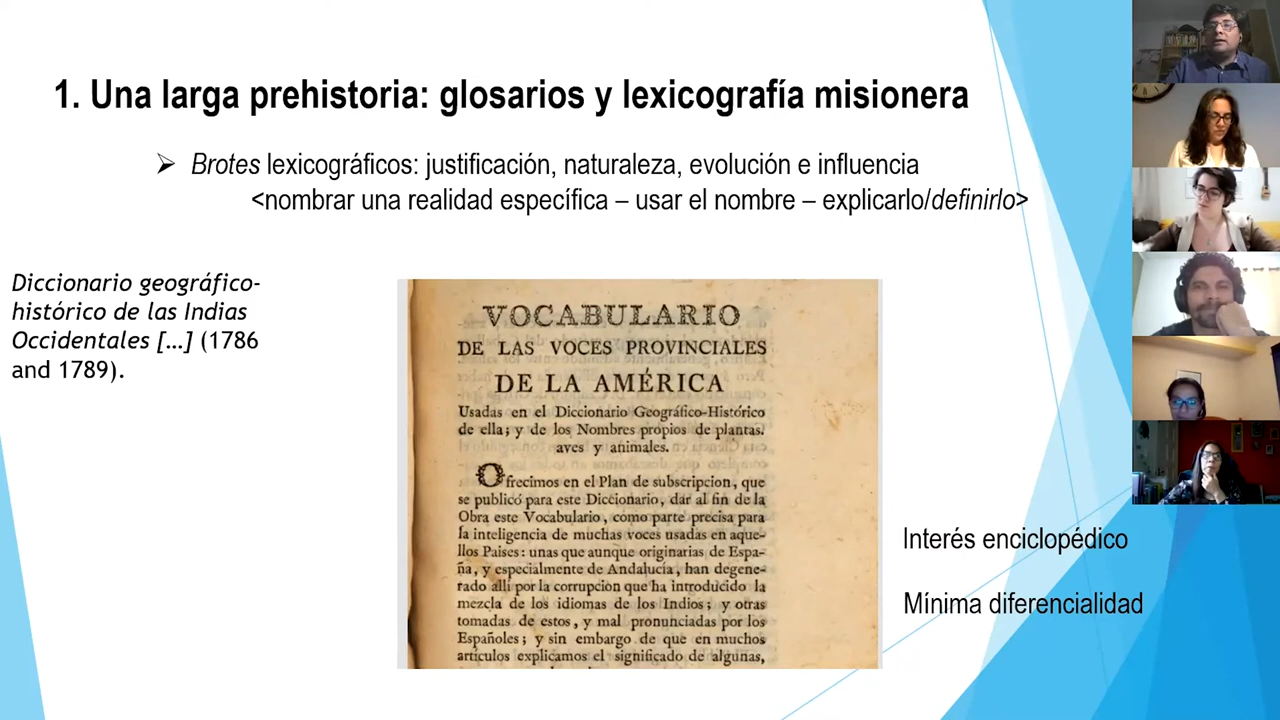 1. Una larga prehistoria: glosarios y lexicografía misionera
➢ Brotes lexicográficos: justificación, naturaleza, evolución e influencia
<nombrar una realidad específica – usar el nombre – explicarlo/definirlo>
Diccionario geográfico-
histórico de las Indias
Occidentales [...] (1786
and 1789).
VOCABULARIO
DE LAS VOCES PROVINCIALES
DE LA AMÉRICA
Usadas en el Diccionario Geográfico-Histórico
de ella; y de los Nombres propios de plantas.
aves y animales.
Ofrecimos en el Plan de subscripcion, que
se publicó para este Diccionario, dar al fin de la
Obra este Vocabulario, como parte precisa para
la inteligencia de muchas voces usadas en aque-
llos Paises: unas que aunque originarias de Espa-
ña, y especialmente de Andalucía, han degene-
rado allí por la corrupcion que ha introducido la
mezcla de los idiomas de los Indios; y otras
tomadas de estos, y mal pronunciadas por los
Españoles; y sin embargo de que en muchos
artículos explicamos el significado de algunas,
Interés enciclopédico
Mínima diferencialidad